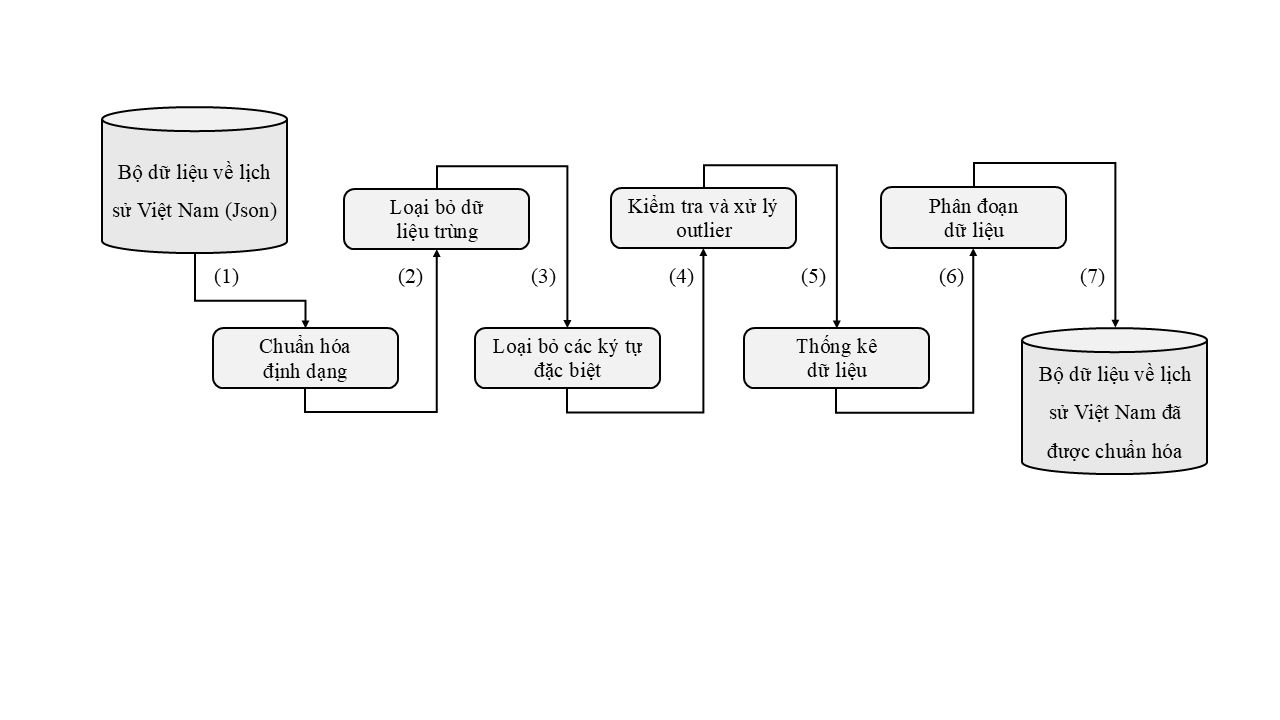 Bộ dữ liệu về lịch
sử Việt Nam (Json)
(1)
Chuẩn hóa
định dạng
(2)
Loại bỏ dữ
liệu trùng
(3)
Loại bỏ các ký tự
đặc biệt
(4)
Kiểm tra và xử lý
outlier
(5)
Thống kê
dữ liệu
(6)
Phân đoạn
dữ liệu
(7)
Bộ dữ liệu về lịch
sử Việt Nam đã
được chuẩn hóa